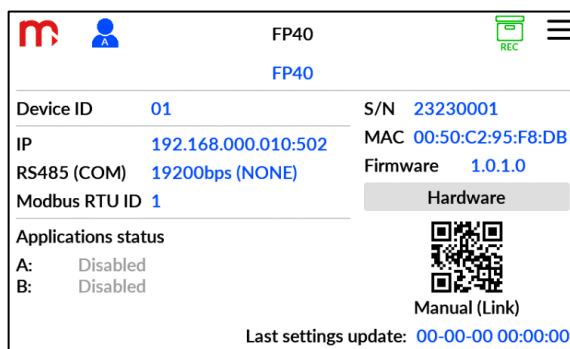 m A FP40 REC
FP40
Device ID 01
S/N 23230001
IP 192.168.000.010:502
MAC 00:50:C2:95:F8:DB
RS485 (COM) 19200bps (NONE)
Firmware 1.0.1.0
Modbus RTU ID 1
Hardware
Applications status
A: Disabled
B: Disabled
Manual (Link)
Last settings update: 00-00-00 00:00:00